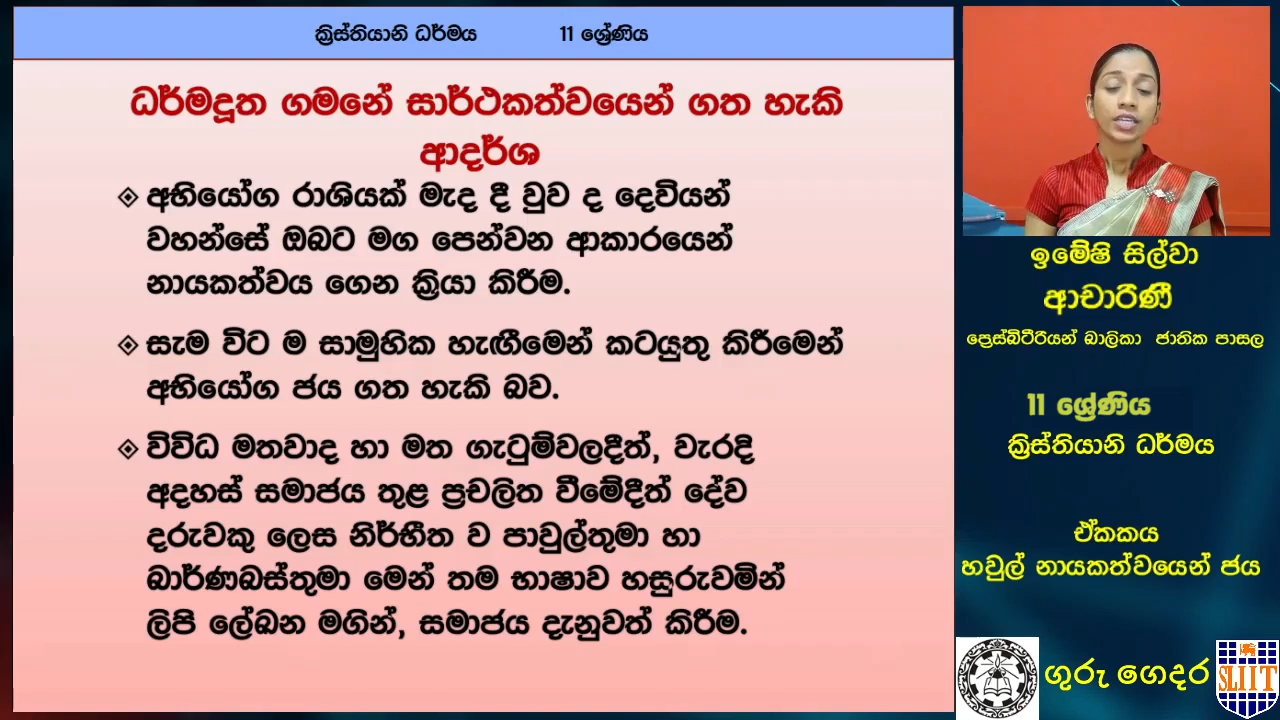 ක්‍රිස්තියානි ධර්මය 11 ශ්‍රේණිය
ධර්මදූත ගමනේ සාර්ථකත්වයෙන් ගත හැකි
ආදර්ශ
අභියෝග රාශියක් මැද දී වුව ද දෙවියන්
වහන්සේ ඔබට මග පෙන්වන ආකාරයෙන්
නායකත්වය ගෙන ක්‍රියා කිරීම.
සැම විට ම සාමුහික හැඟීමෙන් කටයුතු කිරීමෙන්
අභියෝග ජය ගත හැකි බව.
විවිධ මතවාද හා මත ගැටුම්වලදීත්, වැරදි
අදහස් සමාජය තුළ ප්‍රචලිත වීමේදීත් දේව
දරුවකු ලෙස නිර්භීත ව පාවුල්තුමා හා
බාර්ණබස්තුමා මෙන් තම භාෂාව හසුරුවමින්
ලිපි ලේඛන මගින්, සමාජය දැනුවත් කිරීම.
ඉමේෂි සිල්වා
ආචාරිණී
ප්‍රෙස්බිටීරියන් බාලිකා ජාතික පාසල
11 ශ්‍රේණිය
ක්‍රිස්තියානි ධර්මය
ඒකකය
හවුල් නායකත්වයෙන් ජය
ගුරු ගෙදර
SLIIT